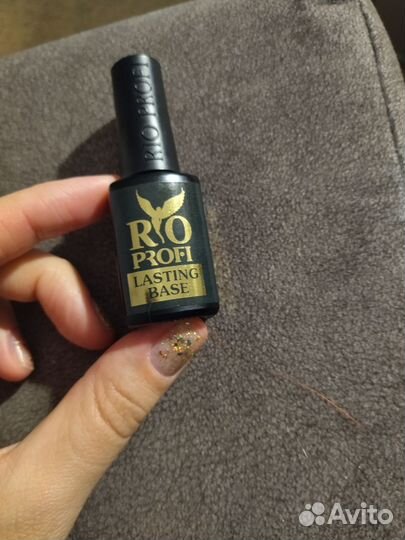 RIO PROFI
RIO
PROFI
LASTING
BASE
Avito